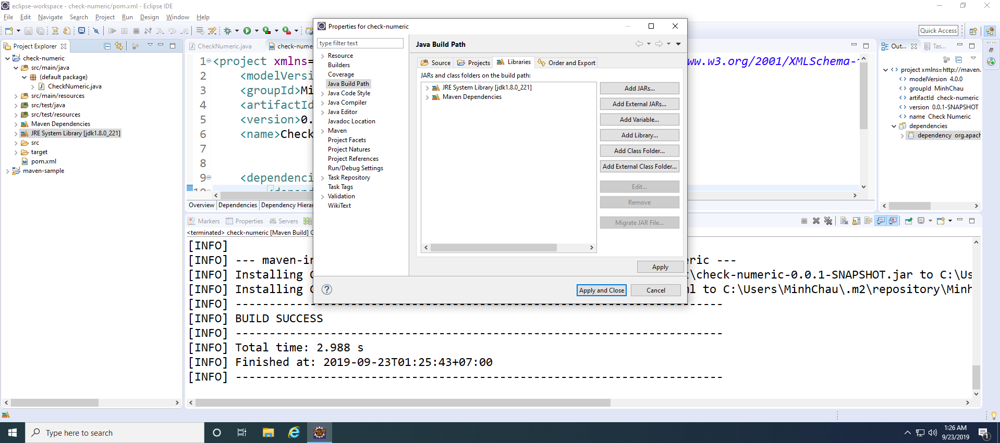 eclipse-workspace - check-numeric/pom.xml - Eclipse IDE
File Edit Navigate Search Project Run Design Window Help
Quick Access
Project Explorer
check-numeric
src/main/java
(default package)
CheckNumeric.java
src/main/resources
src/test/java
src/test/resources
Maven Dependencies
JRE System Library [jdk1.8.0_221]
src
target
pom.xml
maven-sample
CheckNumeric.java
check-nume
1 <project xmlns=
ww.w3.org/2001/XMLSchema-
2 <modelVersi
3 <groupId>Mi
4 <artifactId
5 <version>0.
6 <name>Check
7
8
9 <dependenci
Overview Dependencies Dependency Hierar
Properties for check-numeric
type filter text
Resource
Builders
Coverage
Java Build Path
Java Code Style
Java Compiler
Java Editor
Javadoc Location
Maven
Project Facets
Project Natures
Project References
Run/Debug Settings
Task Repository
Task Tags
Validation
WikiText
Java Build Path
Source Projects Libraries Order and Export
JARs and class folders on the build path:
JRE System Library [jdk1.8.0_221]
Maven Dependencies
Add JARs...
Add External JARs...
Add Variable...
Add Library...
Add Class Folder...
Add External Class Folder...
Edit...
Remove
Migrate JAR File...
Apply
Apply and Close Cancel
Out... Tas...
project xmlns=http://maven.
modelVersion 4.0.0
groupId MinhChau
artifactId check-numeric
version 0.0.1-SNAPSHOT
name Check Numeric
dependencies
dependency org.apach
Markers Properties Servers
<terminated> check-numeric [Maven Build] C
[INFO]
[INFO] --- maven-in
eric ---
[INFO] Installing C
t\check-numeric-0.0.1-SNAPSHOT.jar to C:\Us
[INFO] Installing C
ml to C:\Users\MinhChau\.m2\repository\Minh
[INFO] ------------------------------------------------------------------------
[INFO] BUILD SUCCESS
[INFO] ------------------------------------------------------------------------
[INFO] Total time: 2.988 s
[INFO] Finished at: 2019-09-23T01:25:43+07:00
[INFO] ------------------------------------------------------------------------
Type here to search
1:26 AM
9/23/2019
1